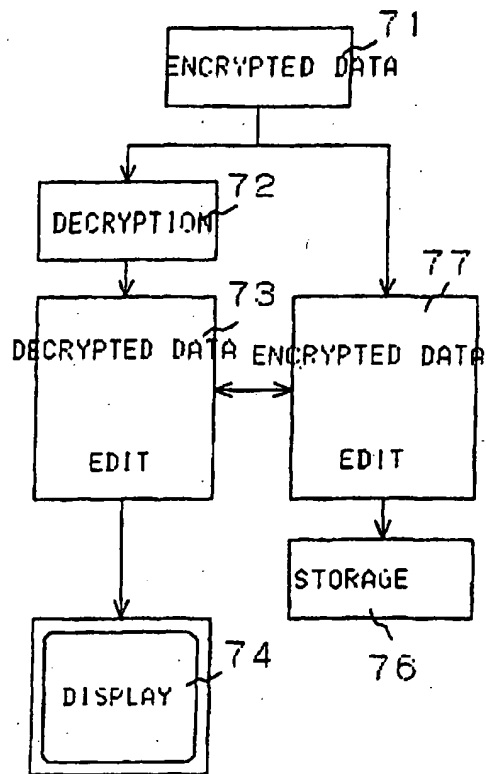 71
ENCRYPTED DATA
72
DECRYPTION
77
73
DECRYPTED DATA
ENCRYPTED DATA
EDIT
EDIT
STORAGE
76
74
DISPLAY